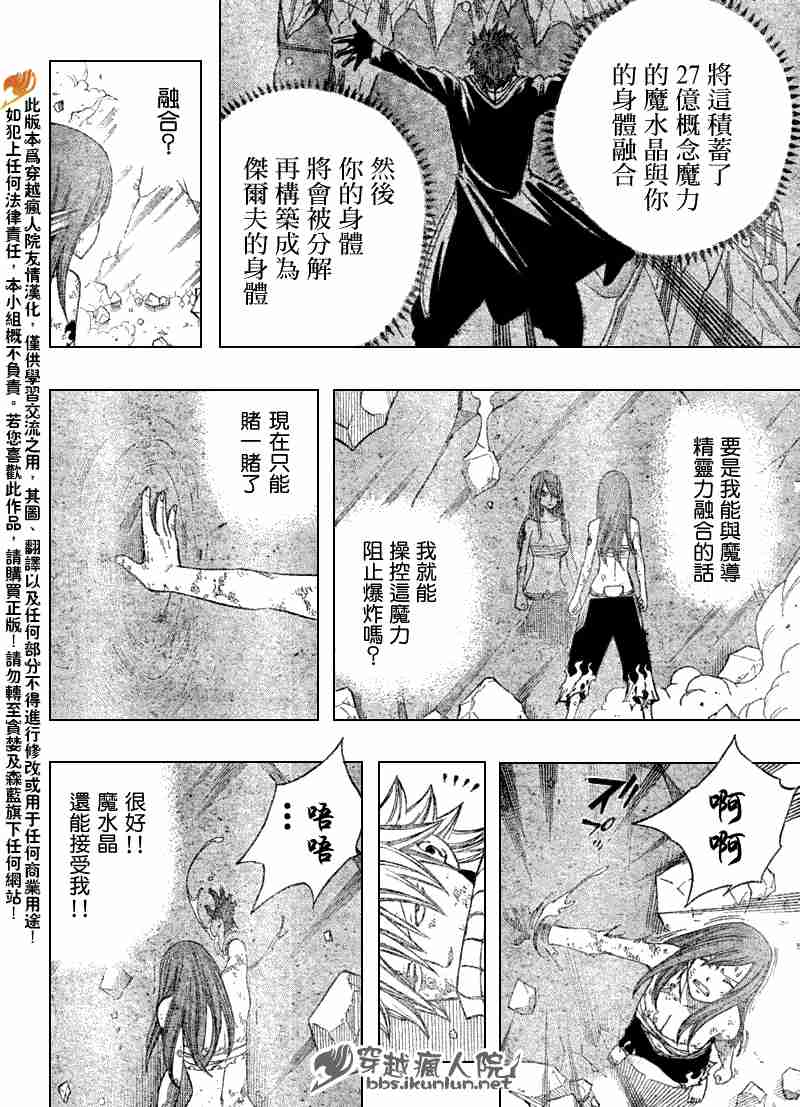 將這積蓄了
27億概念魔力
的魔水晶與你
的身體融合
然後
你的身體
將會被分解
再構築成為
傑爾夫的身體
融合？
要是我能與魔導
精靈力融合的話
我就能
操控這魔力
阻止爆炸嗎？
現在只能
賭一賭了
啊
啊
唔唔
…
很好！！
魔水晶
還能接受我！！
此版本爲穿越瘋人院友情漢化，僅供學習交流之用，其圖、翻譯以及任何部分不得進行修改或用于任何商業用途！
如犯上任何法律責任，本小組概不負責。若您喜歡此作品，請購買正版！請勿轉至貪婪及森藍旗下任何網站！
穿越瘋人院
bbs.ikunlun.net